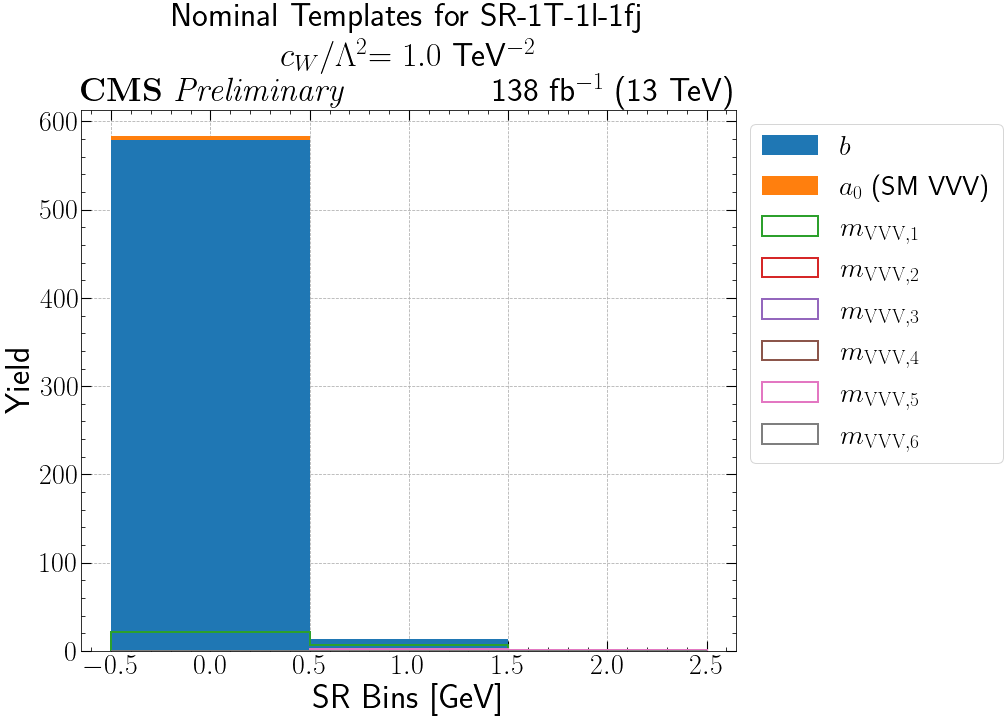 Nominal Templates for SR-1T-1l-1fj
c_W/Λ²= 1.0 TeV⁻²
CMS Preliminary 138 fb⁻¹ (13 TeV)
600
500
400
300
200
100
0
Yield
−0.5 0.0 0.5 1.0 1.5 2.0 2.5
SR Bins [GeV]
b
a₀ (SM VVV)
m_VVV,1
m_VVV,2
m_VVV,3
m_VVV,4
m_VVV,5
m_VVV,6